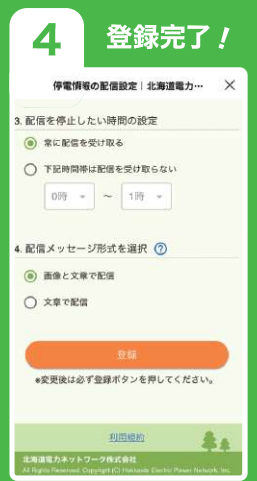 4 登録完了！
停電情報の配信設定｜北海道電力… ×
3. 配信を停止したい時間の設定
常に配信を受け取る
下記時間帯は配信を受け取らない
0時 ～ 1時
4. 配信メッセージ形式を選択 ?
画像と文章で配信
文章で配信
登録
※変更後は必ず登録ボタンを押してください。
利用規約
北海道電力ネットワーク株式会社
All Rights Reserved. Copyright (C) Hokkaido Electric Power Network, Inc.